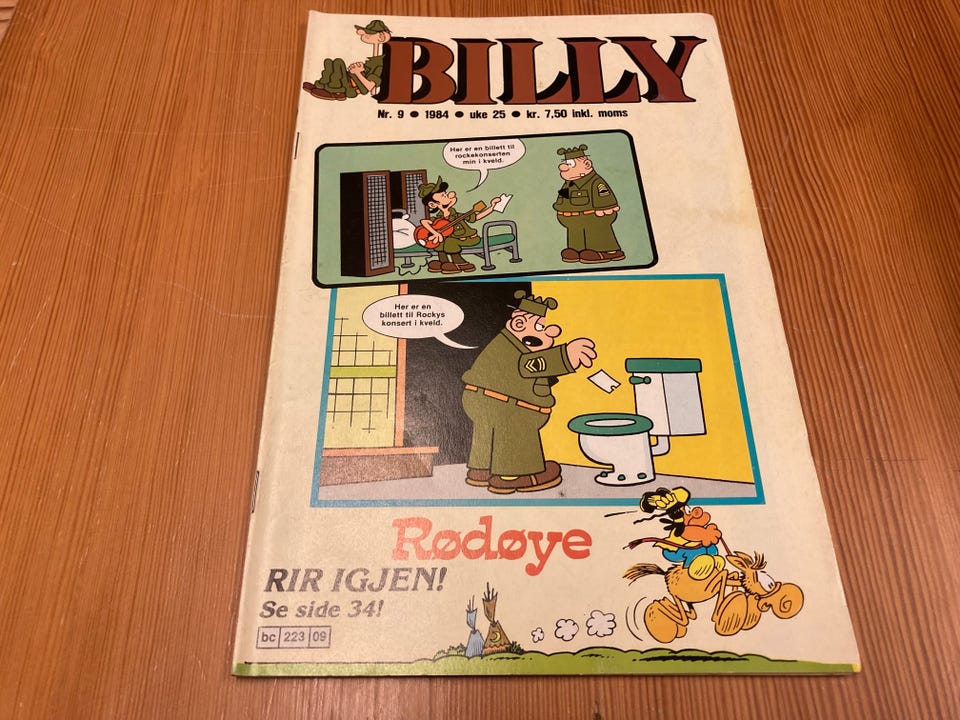 BILLY
Nr. 9 • 1984 • uke 25 • kr. 7,50 inkl. moms
Her er en billett til
rockekonserten
min i kveld.
Her er en
billett til Rockys
konsert i kveld.
Rødøye
RIR IGJEN!
Se side 34!
bc 223 09